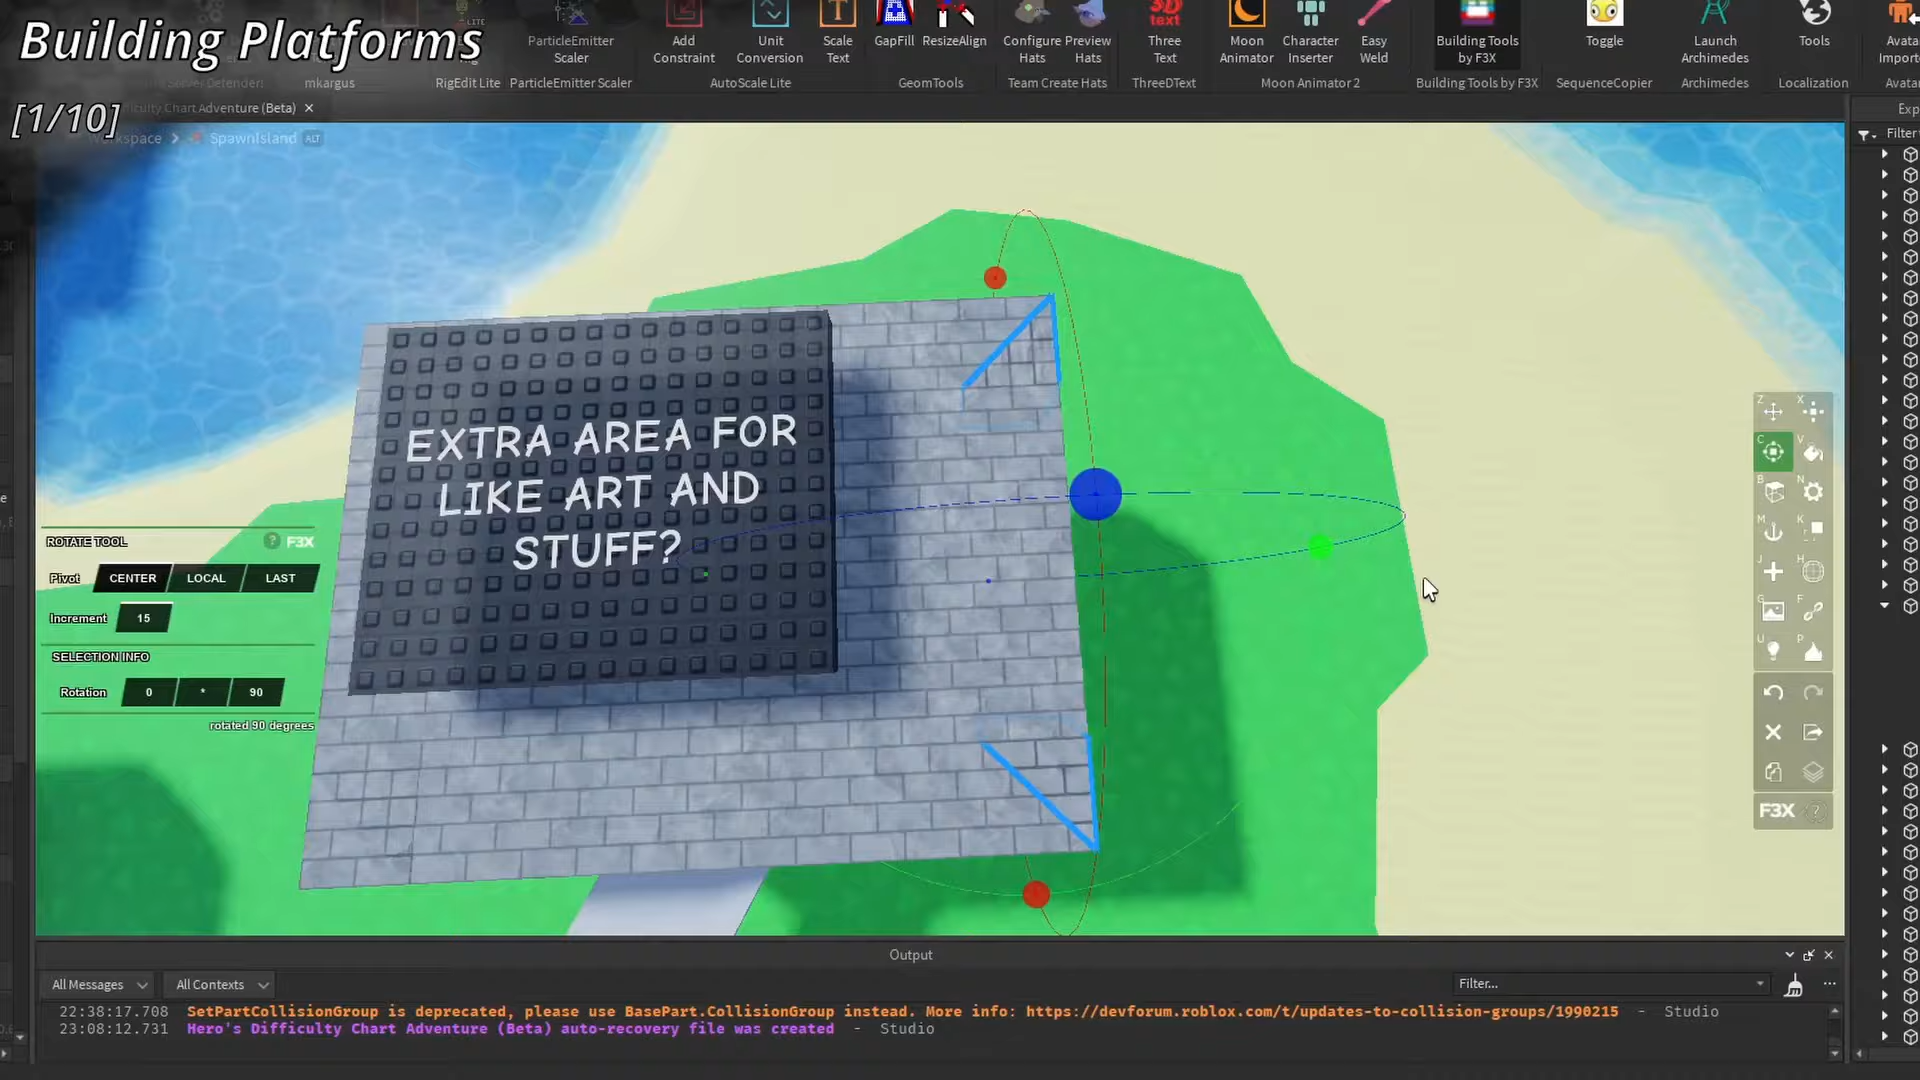 Building Platforms
[1/10]
LITE
ParticleEmitter
Scaler
Add
Constraint
Unit
Conversion
Scale
Text
GapFill
ResizeAlign
Configure
Hats
Preview
Hats
3D
text
Three
Text
Moon
Animator
Character
Inserter
Easy
Weld
Building Tools
by F3X
Toggle
Launch
Archimedes
Tools
mkargus
RigEdit Lite
ParticleEmitter Scaler
AutoScale Lite
GeomTools
Team Create Hats
ThreeDText
Moon Animator 2
Building Tools by F3X
SequenceCopier
Archimedes
Localization
Chart Adventure (Beta)
Workspace
SpawnIsland
ALT
Filter
EXTRA AREA FOR
LIKE ART AND
STUFF?
ROTATE TOOL
? F3X
Pivot CENTER LOCAL LAST
Increment 15
SELECTION INFO
Rotation 0 * 90
rotated 90 degrees
Z X
C V
B N
M K
J H
G F
U P
F3X ?
Output
All Messages
All Contexts
Filter...
22:38:17.708 SetPartCollisionGroup is deprecated, please use BasePart.CollisionGroup instead. More info: https://devforum.roblox.com/t/updates-to-collision-groups/1990215 - Studio
23:08:12.731 Hero's Difficulty Chart Adventure (Beta) auto-recovery file was created - Studio